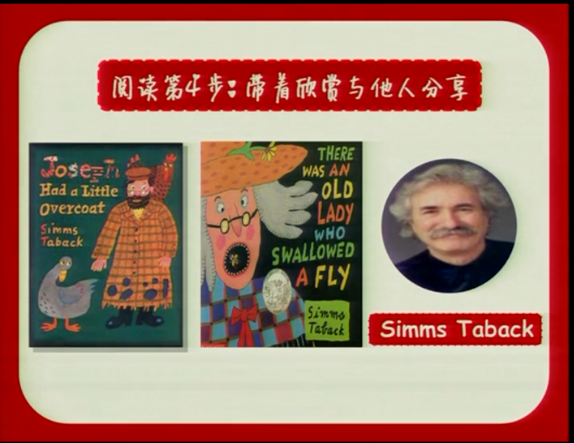 阅读第4步：带着欣赏与他人分享
Joseph
Had a Little
Overcoat
Simms
Taback
THERE
WAS AN
OLD
LADY
WHO
SWALLOWED
A FLY
Simms
Taback
Simms Taback